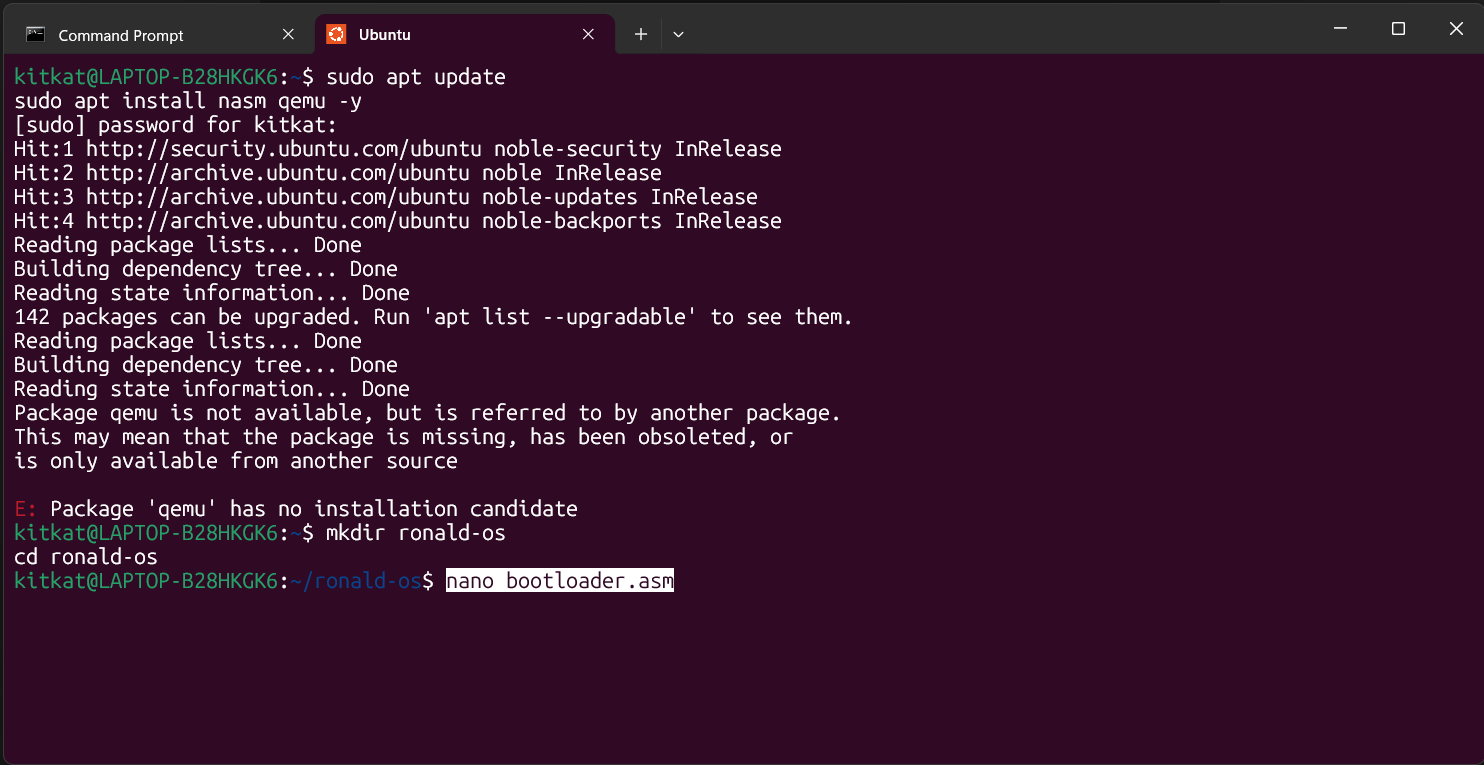 Command Prompt
Ubuntu
kitkat@LAPTOP-B28HKGK6:~$ sudo apt update
sudo apt install nasm qemu -y
[sudo] password for kitkat:
Hit:1 http://security.ubuntu.com/ubuntu noble-security InRelease
Hit:2 http://archive.ubuntu.com/ubuntu noble InRelease
Hit:3 http://archive.ubuntu.com/ubuntu noble-updates InRelease
Hit:4 http://archive.ubuntu.com/ubuntu noble-backports InRelease
Reading package lists... Done
Building dependency tree... Done
Reading state information... Done
142 packages can be upgraded. Run 'apt list --upgradable' to see them.
Reading package lists... Done
Building dependency tree... Done
Reading state information... Done
Package qemu is not available, but is referred to by another package.
This may mean that the package is missing, has been obsoleted, or
is only available from another source

E: Package 'qemu' has no installation candidate
kitkat@LAPTOP-B28HKGK6:~$ mkdir ronald-os
cd ronald-os
kitkat@LAPTOP-B28HKGK6:~/ronald-os$ nano bootloader.asm